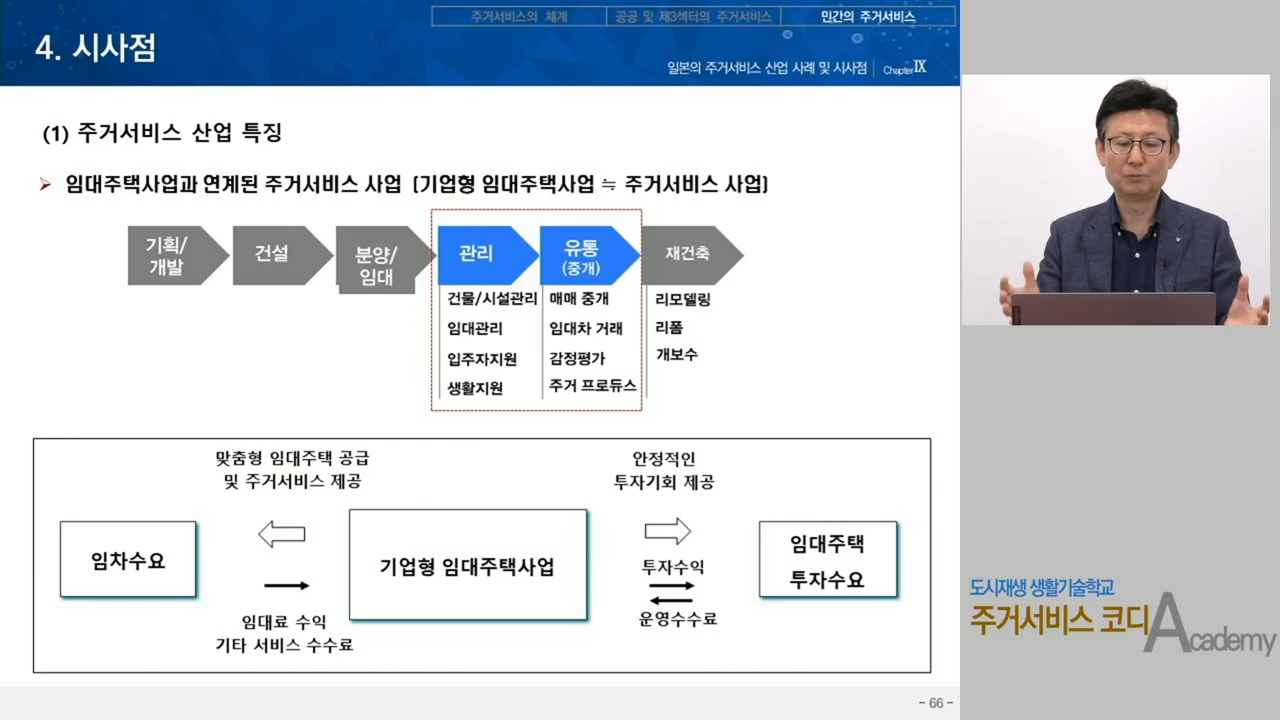 주거서비스의 체계
공공 및 제3섹터의 주거서비스
민간의 주거서비스
4. 시사점
일본의 주거서비스 산업 사례 및 시사점
Chapter Ⅸ
(1) 주거서비스 산업 특징
➢ 임대주택사업과 연계된 주거서비스 사업 (기업형 임대주택사업 ≒ 주거서비스 사업)
기획/
개발
건설
분양/
임대
관리
유통
(중개)
재건축
건물/시설관리
임대관리
입주자지원
생활지원
매매 중개
임대차 거래
감정평가
주거 프로듀스
리모델링
리폼
개보수
맞춤형 임대주택 공급
및 주거서비스 제공
안정적인
투자기회 제공
임차수요
기업형 임대주택사업
임대주택
투자수요
임대료 수익
기타 서비스 수수료
투자수익
운영수수료
도시재생 생활기술학교
주거서비스 코디
Academy
- 66 -